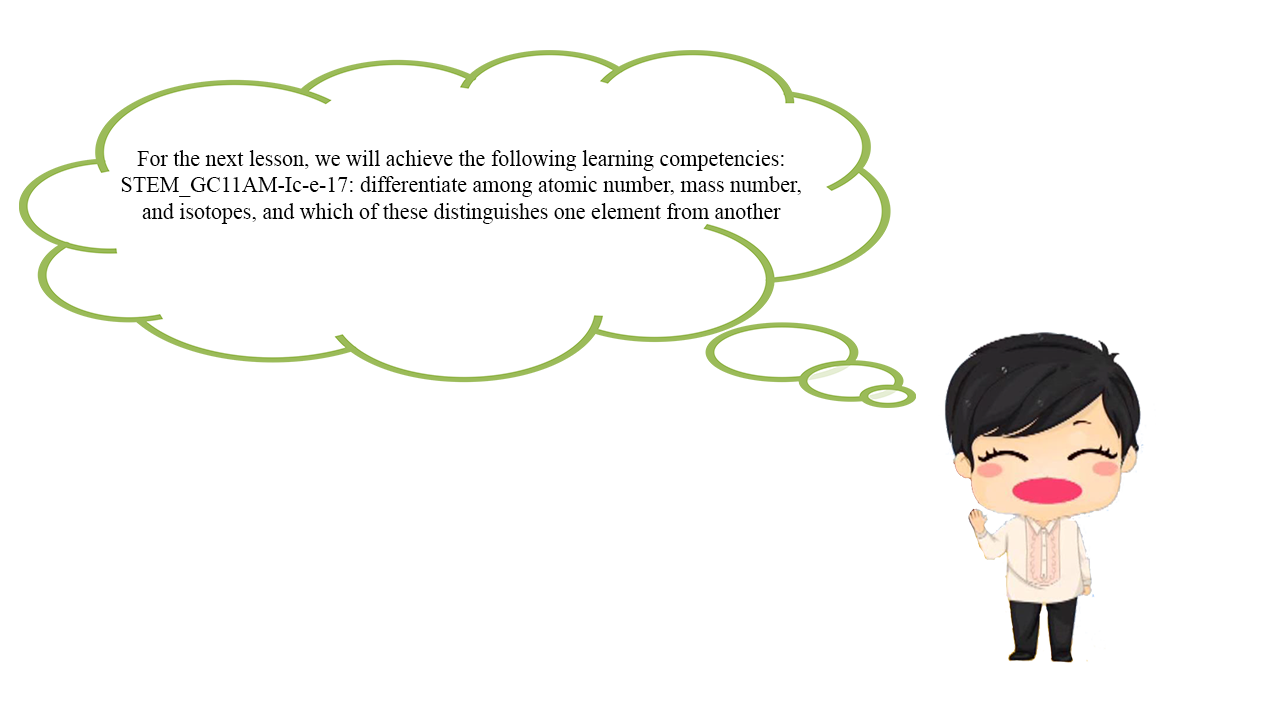 For the next lesson, we will achieve the following learning competencies:
STEM_GC11AM-Ic-e-17: differentiate among atomic number, mass number,
and isotopes, and which of these distinguishes one element from another